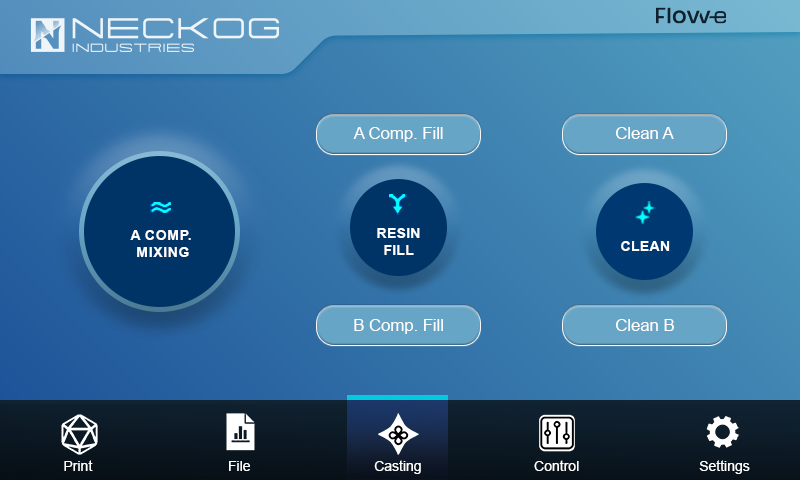 NECKOG
INDUSTRIES
Flow-e
A Comp. Fill
Clean A
A COMP.
MIXING
RESIN
FILL
CLEAN
B Comp. Fill
Clean B
Print
File
Casting
Control
Settings